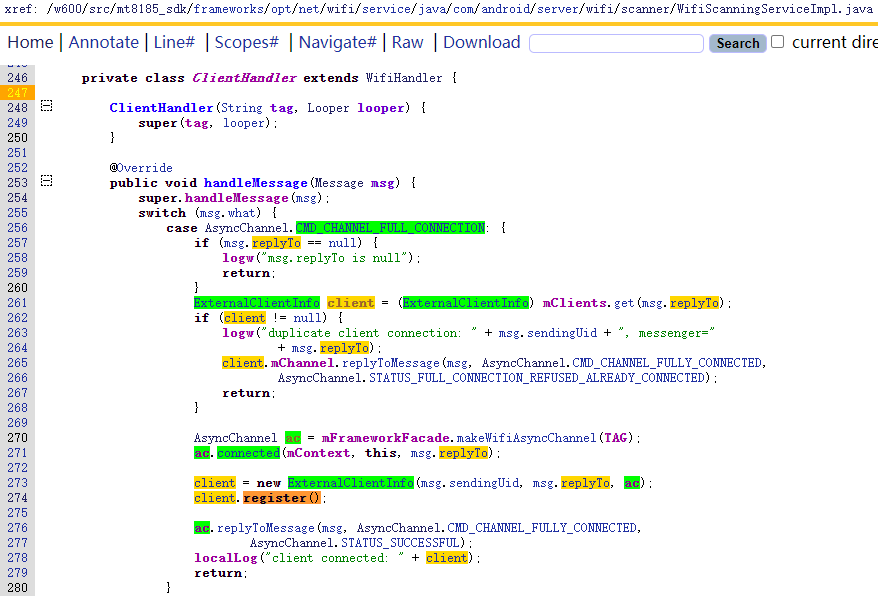 xref: /w600/src/mt8185_sdk/frameworks/opt/net/wifi/service/java/com/android/server/wifi/scanner/WifiScanningServiceImpl.java
Home | Annotate | Line# | Scopes# | Navigate# | Raw | Download Search current dire
246 private class ClientHandler extends WifiHandler {
247
248 ClientHandler(String tag, Looper looper) {
249 super(tag, looper);
250 }
251
252 @Override
253 public void handleMessage(Message msg) {
254 super.handleMessage(msg);
255 switch (msg.what) {
256 case AsyncChannel.CMD_CHANNEL_FULL_CONNECTION: {
257 if (msg.replyTo == null) {
258 logw("msg.replyTo is null");
259 return;
260 }
261 ExternalClientInfo client = (ExternalClientInfo) mClients.get(msg.replyTo);
262 if (client != null) {
263 logw("duplicate client connection: " + msg.sendingUid + ", messenger="
264 + msg.replyTo);
265 client.mChannel.replyToMessage(msg, AsyncChannel.CMD_CHANNEL_FULLY_CONNECTED,
266 AsyncChannel.STATUS_FULL_CONNECTION_REFUSED_ALREADY_CONNECTED);
267 return;
268 }
269
270 AsyncChannel ac = mFrameworkFacade.makeWifiAsyncChannel(TAG);
271 ac.connected(mContext, this, msg.replyTo);
272
273 client = new ExternalClientInfo(msg.sendingUid, msg.replyTo, ac);
274 client.register();
275
276 ac.replyToMessage(msg, AsyncChannel.CMD_CHANNEL_FULLY_CONNECTED,
277 AsyncChannel.STATUS_SUCCESSFUL);
278 localLog("client connected: " + client);
279 return;
280 }